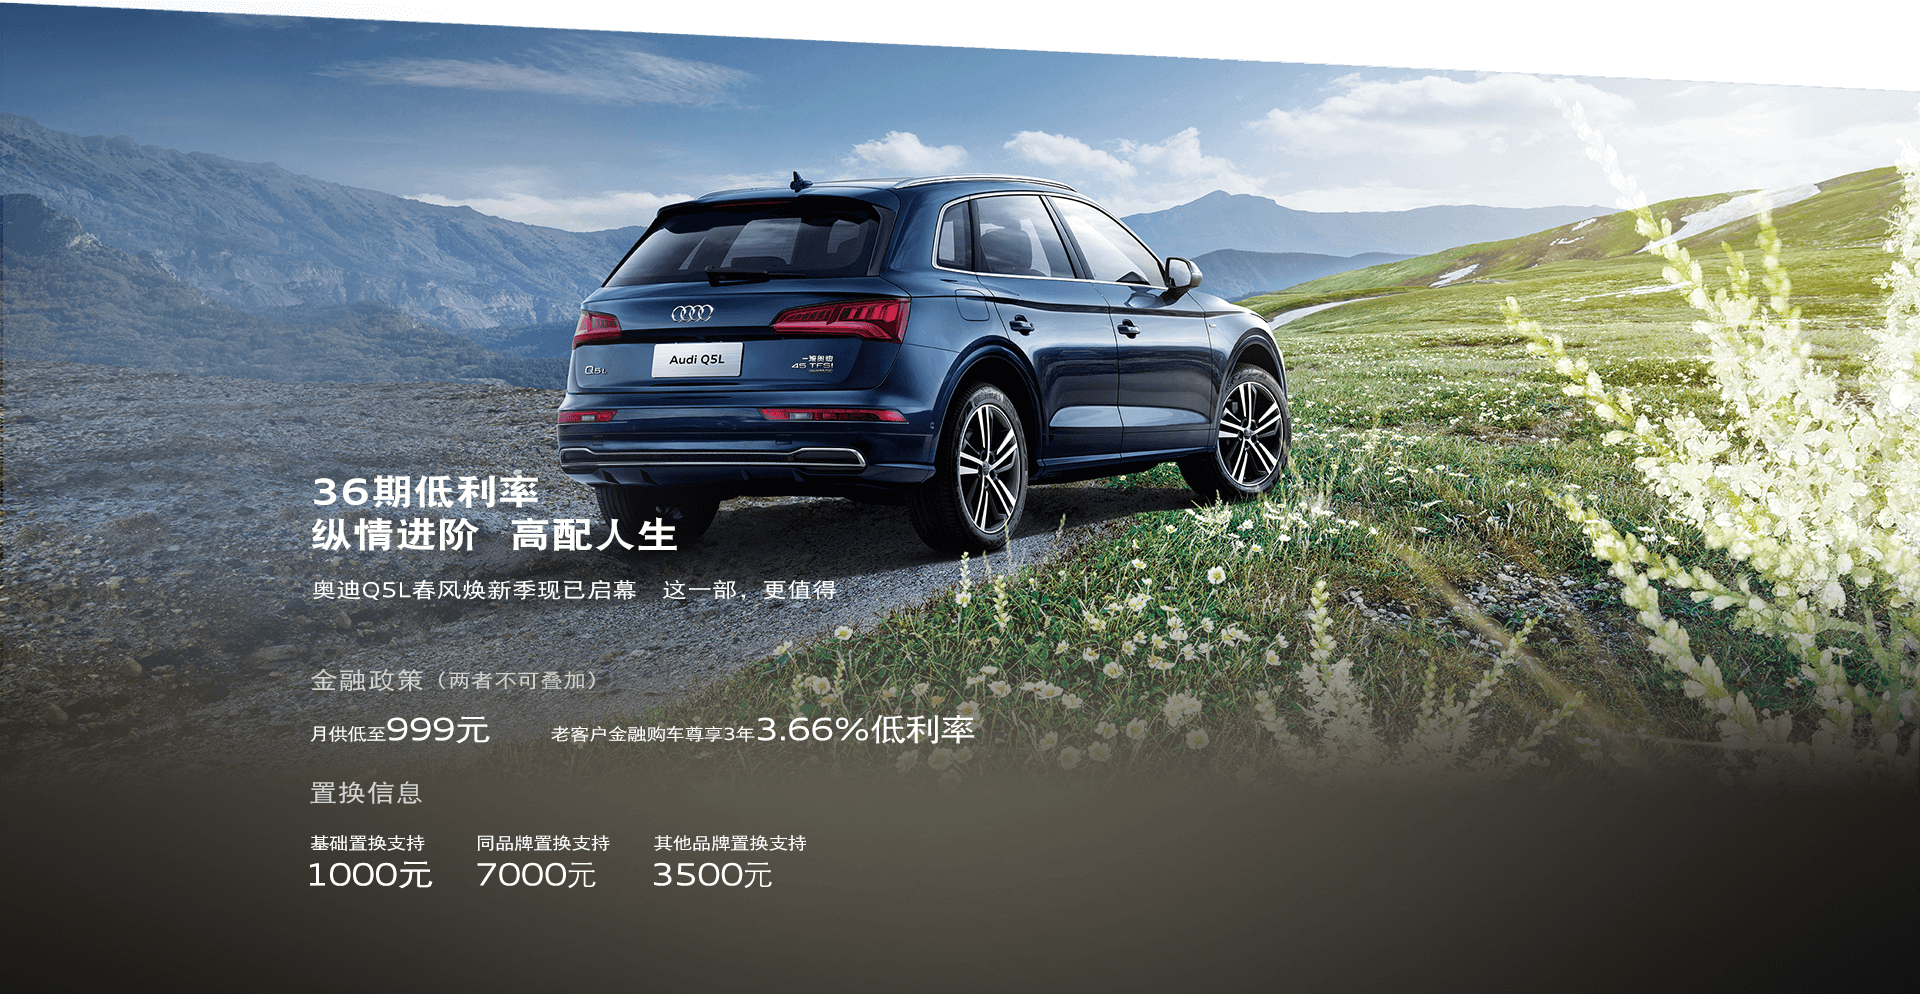 Audi Q5L
Q5L
一汽奥迪
45 TFSI
36期低利率
纵情进阶 高配人生
奥迪Q5L春风焕新季现已启幕 这一部，更值得
金融政策（两者不可叠加）
月供低至999元 老客户金融购车尊享3年3.66%低利率
置换信息
基础置换支持 同品牌置换支持 其他品牌置换支持
1000元 7000元 3500元